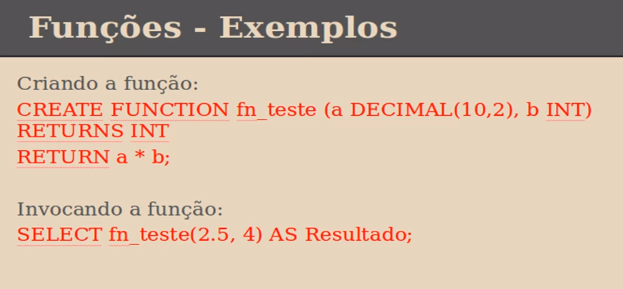 Funções - Exemplos
Criando a função:
CREATE FUNCTION fn_teste (a DECIMAL(10,2), b INT)
RETURNS INT
RETURN a * b;
Invocando a função:
SELECT fn_teste(2.5, 4) AS Resultado;